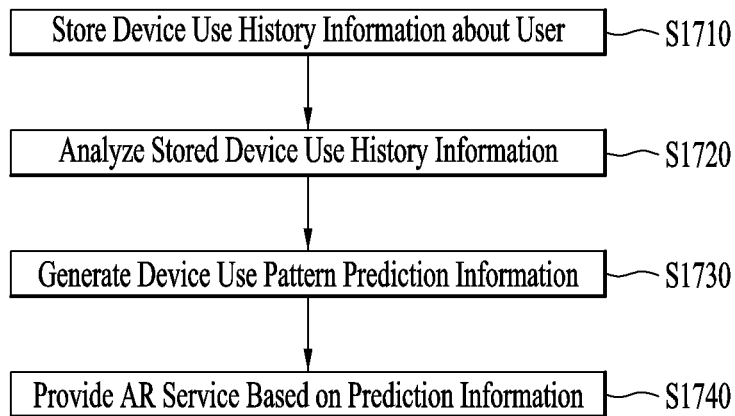 Store Device Use History Information about User S1710
Analyze Stored Device Use History Information S1720
Generate Device Use Pattern Prediction Information S1730
Provide AR Service Based on Prediction Information S1740